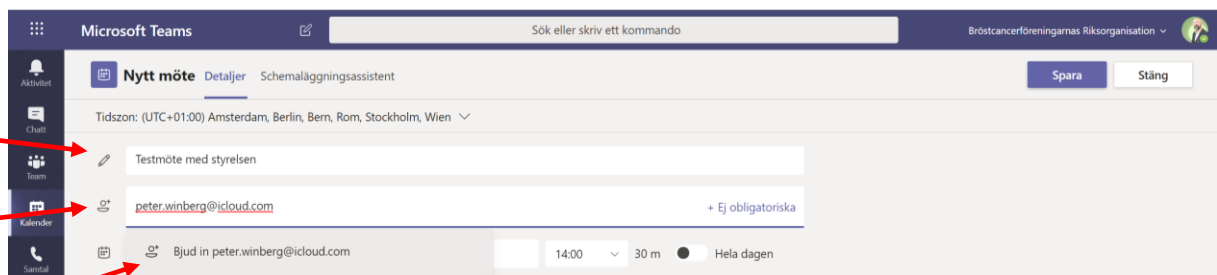 Microsoft Teams Sök eller skriv ett kommando Bröstcancerföreningarnas Riksorganisation
Aktivitet
Nytt möte Detaljer Schemaläggningsassistent Spara Stäng
Chatt
Tidszon: (UTC+01:00) Amsterdam, Berlin, Bern, Rom, Stockholm, Wien
Team
Testmöte med styrelsen
Kalender
peter.winberg@icloud.com + Ej obligatoriska
Samtal
Bjud in peter.winberg@icloud.com 14:00 30 m Hela dagen